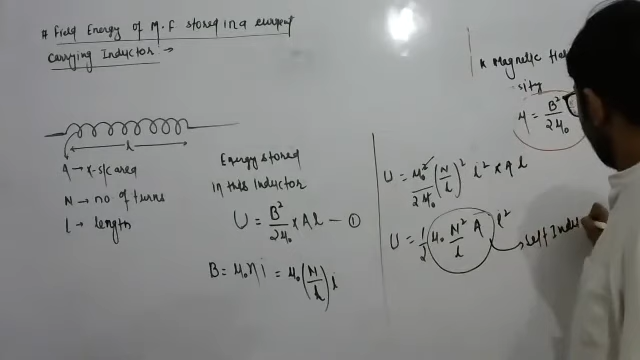 # Field Energy of M.F stored in a current
carrying Inductor :→
l
A → x-s/c area
N → no of turns
l → length
Energy stored
in this Inductor
U = B²/2μ₀ × Al — ①
B = μ₀ni = μ₀(N/l)i
* Magnetic
sity
u = B²/2μ₀
U = μ₀²/2μ₀ (N/l)² i² × Al
U = 1/2 μ₀ N²/l A i²
→ Self Induc